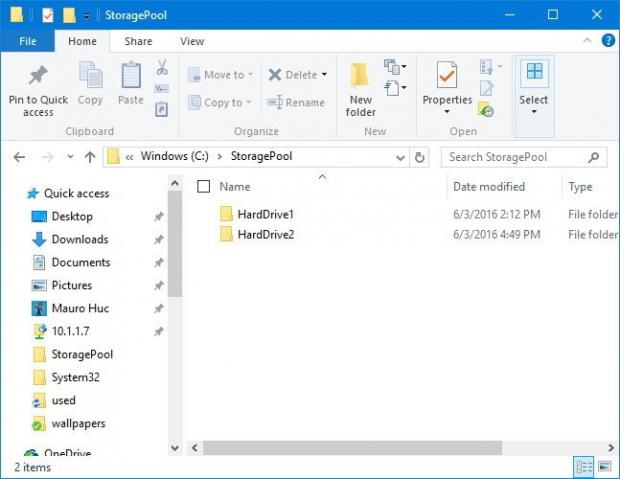 StoragePool
File Home Share View
Pin to Quick access
Copy
Paste
W...
Move to
Copy to
Delete
Rename
New folder
Properties
Select
Clipboard Organize New Open
« Windows (C:) > StoragePool
Search StoragePool
Quick access
Desktop
Downloads
Documents
Pictures
Mauro Huc
10.1.1.7
StoragePool
System32
used
wallpapers
OneDrive
Name Date modified Type
HardDrive1 6/3/2016 2:12 PM File folder
HardDrive2 6/3/2016 4:49 PM File folder
2 items